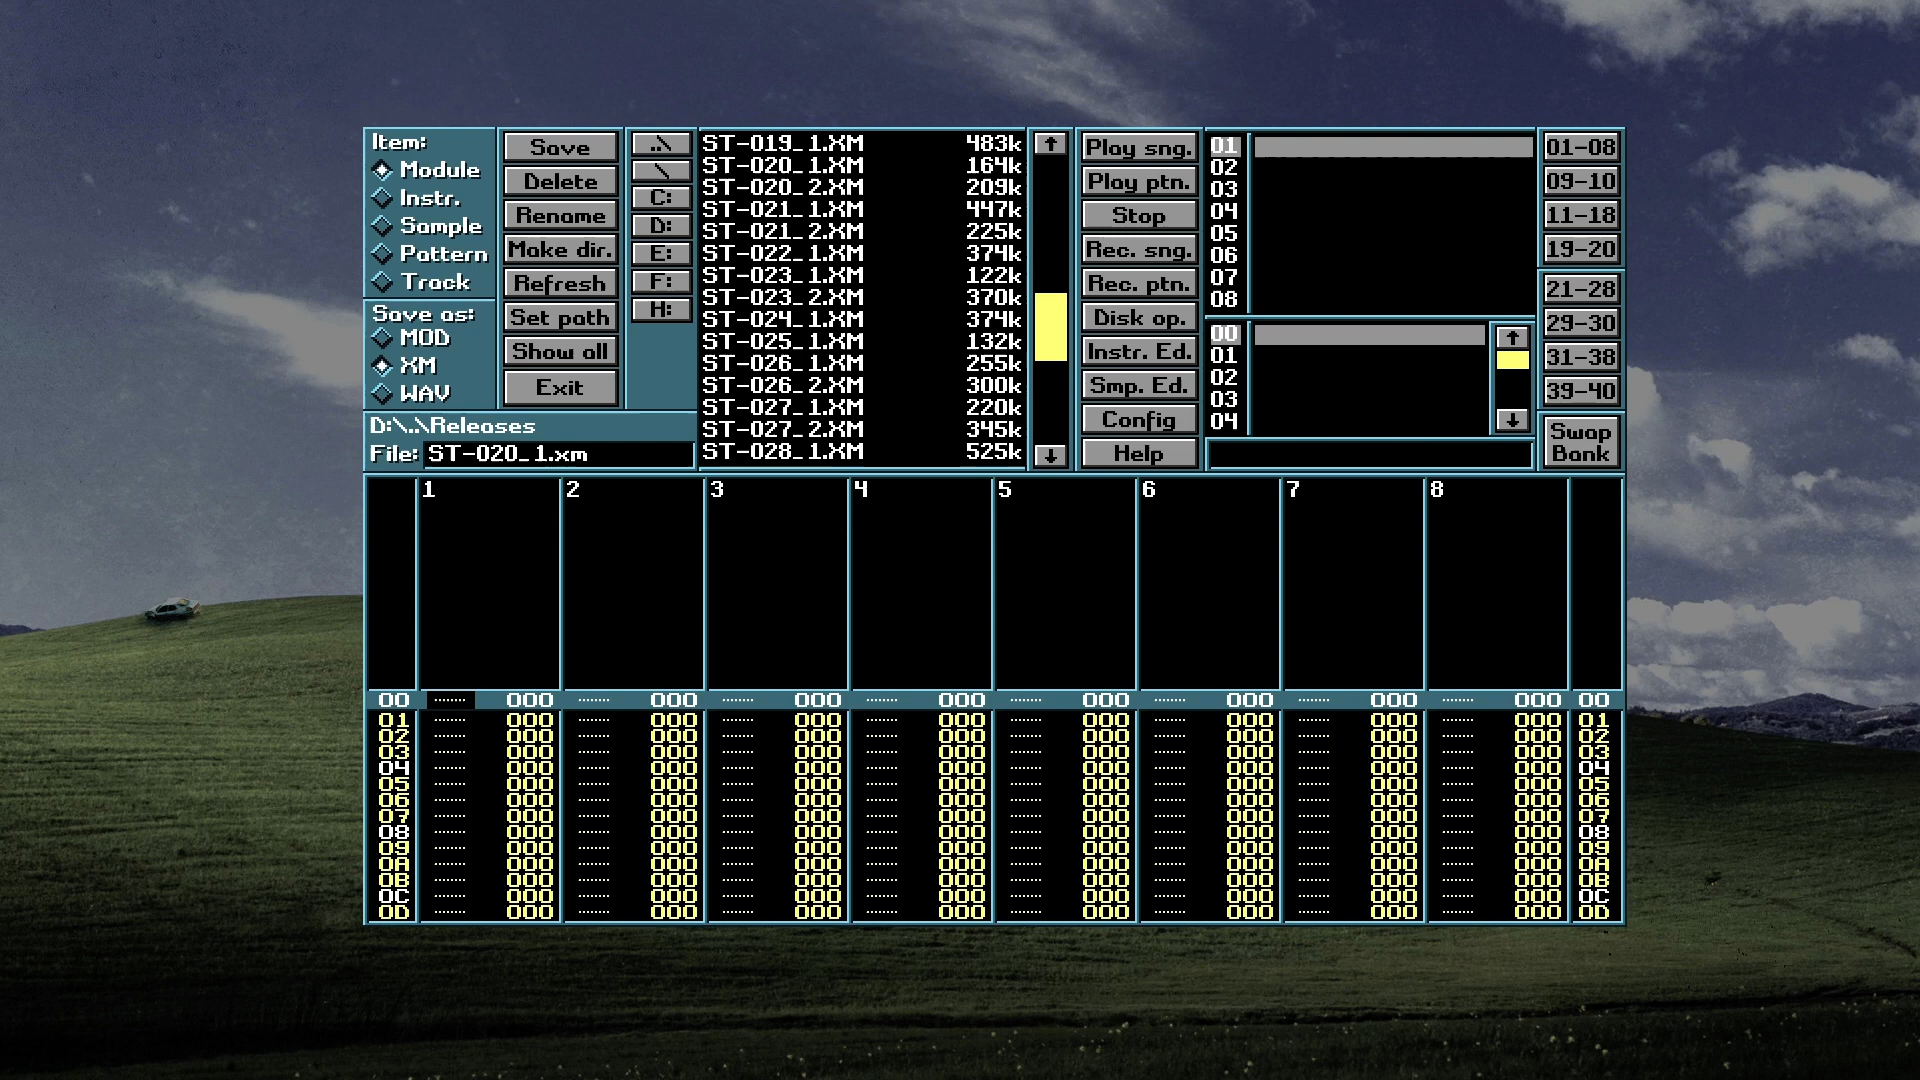 Item:
Module
Instr.
Sample
Pattern
Track
Save as:
MOD
XM
WAV
Save
Delete
Rename
Make dir.
Refresh
Set path
Show all
Exit
..\
\
C:
D:
E:
F:
H:
D:\..\Releases
File: ST-020_1.xm
ST-019_1.XM 483k
ST-020_1.XM 164k
ST-020_2.XM 209k
ST-021_1.XM 447k
ST-021_2.XM 225k
ST-022_1.XM 374k
ST-023_1.XM 122k
ST-023_2.XM 370k
ST-024_1.XM 374k
ST-025_1.XM 132k
ST-026_1.XM 255k
ST-026_2.XM 300k
ST-027_1.XM 220k
ST-027_2.XM 345k
ST-028_1.XM 525k
Play sng.
Play ptn.
Stop
Rec. sng.
Rec. ptn.
Disk op.
Instr. Ed.
Smp. Ed.
Config
Help
01
02
03
04
05
06
07
08
00
01
02
03
04
01-08
09-10
11-18
19-20
21-28
29-30
31-38
39-40
Swap
Bank
1 2 3 4 5 6 7 8
00 000 000 000 000 000 000 000 000 00
01 000 000 000 000 000 000 000 000 01
02 000 000 000 000 000 000 000 000 02
03 000 000 000 000 000 000 000 000 03
04 000 000 000 000 000 000 000 000 04
05 000 000 000 000 000 000 000 000 05
06 000 000 000 000 000 000 000 000 06
07 000 000 000 000 000 000 000 000 07
08 000 000 000 000 000 000 000 000 08
09 000 000 000 000 000 000 000 000 09
0A 000 000 000 000 000 000 000 000 0A
0B 000 000 000 000 000 000 000 000 0B
0C 000 000 000 000 000 000 000 000 0C
0D 000 000 000 000 000 000 000 000 0D